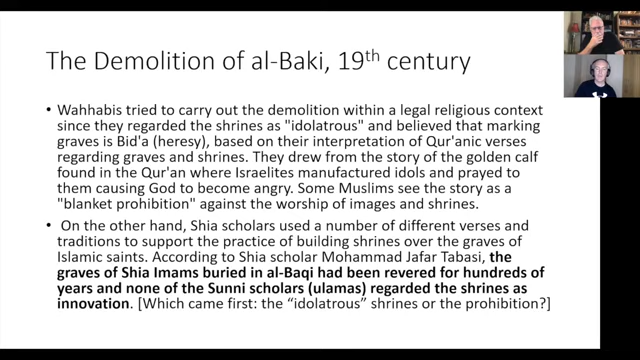 The Demolition of al-Baki, 19th century
• Wahhabis tried to carry out the demolition within a legal religious context
since they regarded the shrines as "idolatrous" and believed that marking
graves is Bid'a (heresy), based on their interpretation of Qur'anic verses
regarding graves and shrines. They drew from the story of the golden calf
found in the Qur'an where Israelites manufactured idols and prayed to
them causing God to become angry. Some Muslims see the story as a
"blanket prohibition" against the worship of images and shrines.
• On the other hand, Shia scholars used a number of different verses and
traditions to support the practice of building shrines over the graves of
Islamic saints. According to Shia scholar Mohammad Jafar Tabasi, the
graves of Shia Imams buried in al-Baqi had been revered for hundreds of
years and none of the Sunni scholars (ulamas) regarded the shrines as
innovation. [Which came first: the “idolatrous” shrines or the prohibition?]